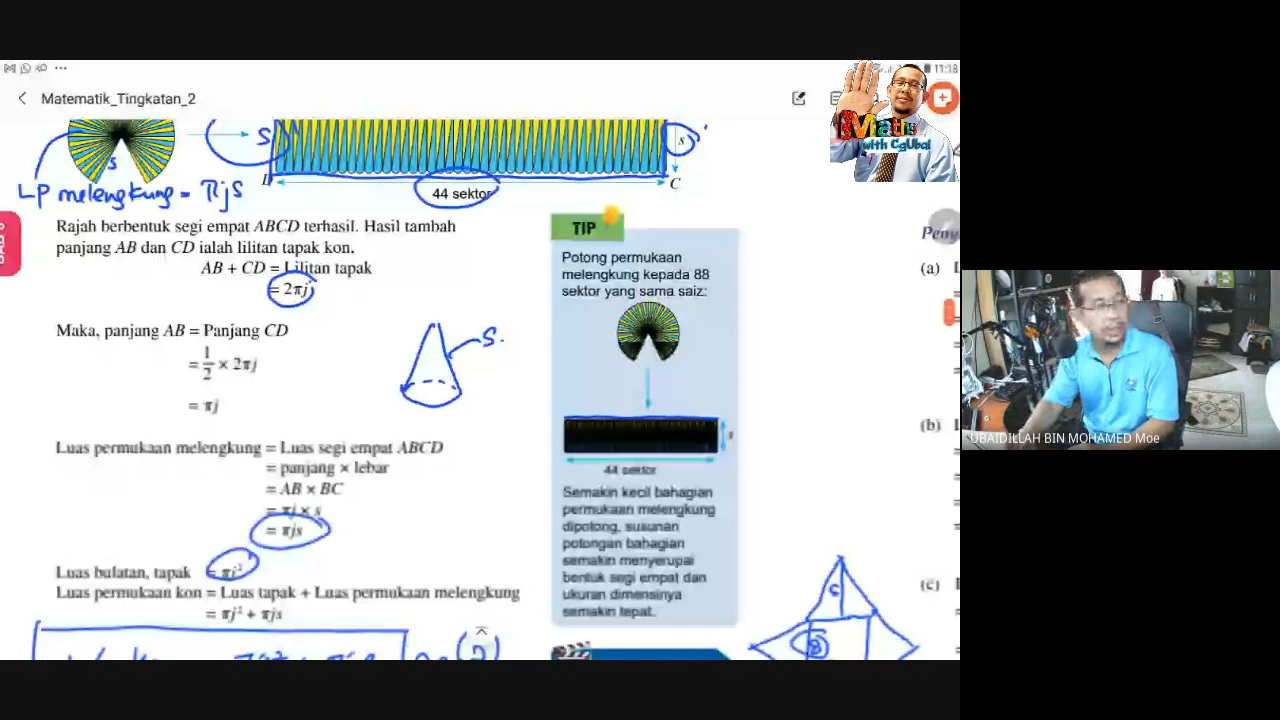 11:18
Matematik_Tingkatan_2
Maths
with CgUbai
S
s
s
LP melengkung = πjs
44 sektor
C
Rajah berbentuk segi empat ABCD terhasil. Hasil tambah
panjang AB dan CD ialah lilitan tapak kon.
AB + CD = Lilitan tapak
= 2πj
Maka, panjang AB = Panjang CD
= 1/2 × 2πj
= πj
S.
Luas permukaan melengkung = Luas segi empat ABCD
= panjang × lebar
= AB × BC
= πj × s
= πjs
Luas bulatan, tapak = πj²
Luas permukaan kon = Luas tapak + Luas permukaan melengkung
= πj² + πjs
TIP
Potong permukaan
melengkung kepada 88
sektor yang sama saiz:
s
44 sektor
Semakin kecil bahagian
permukaan melengkung
dipotong, susunan
potongan bahagian
semakin menyerupai
bentuk segi empat dan
ukuran dimensinya
semakin tepat.
(a)
(b)
(c)
UBAIDILLAH BIN MOHAMED Moe